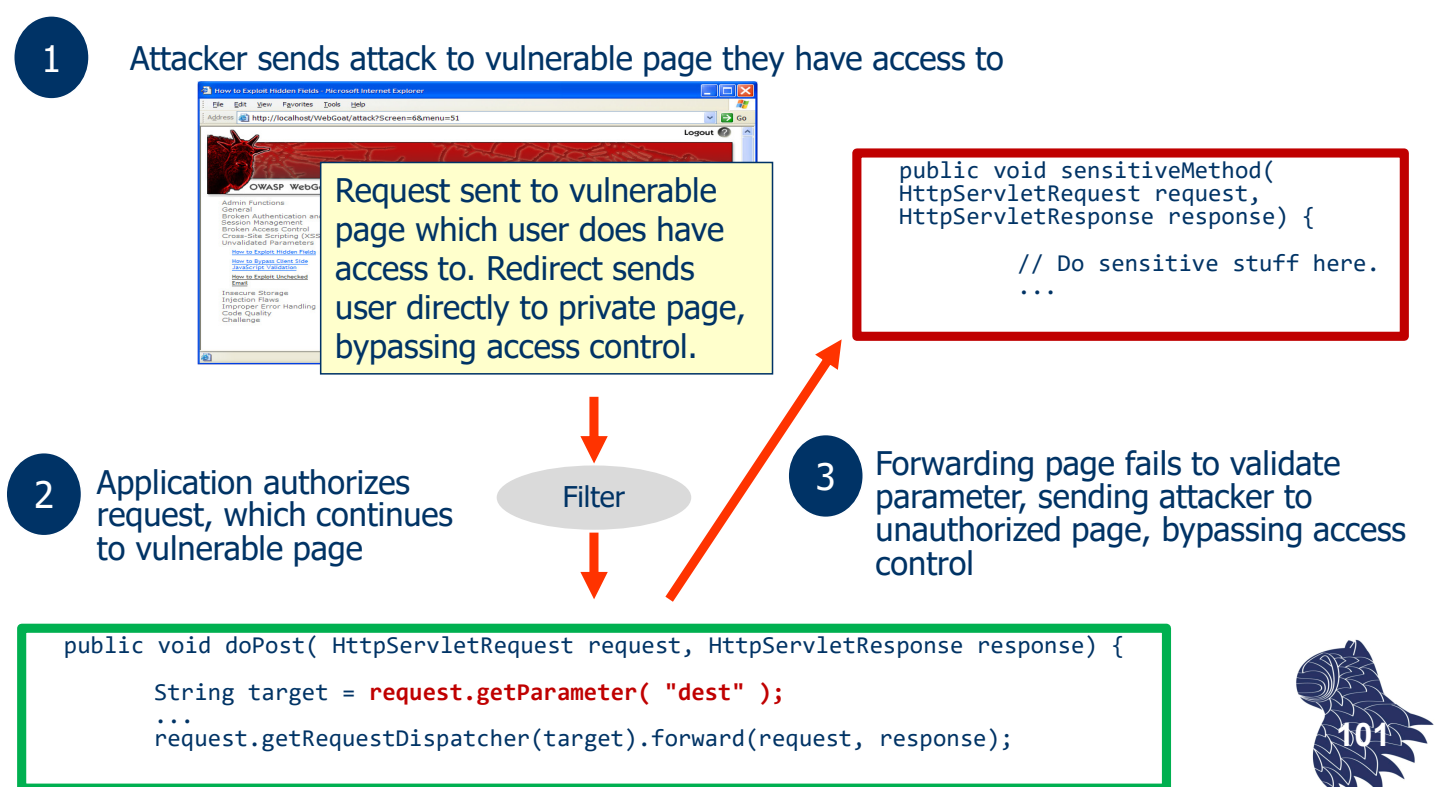 1
Attacker sends attack to vulnerable page they have access to
How to Exploit Hidden Fields - Microsoft Internet Explorer
File Edit View Favorites Tools Help
Address http://localhost/WebGoat/attack?Screen=6&menu=51 Go
Logout ?
OWASP WebG
Admin Functions
General
Broken Authentication and
Session Management
Broken Access Control
Cross-Site Scripting (XSS
Unvalidated Parameters
How to Exploit Hidden Fields
How to Bypass Client Side
JavaScript Validation
How to Exploit Unchecked
Email
Insecure Storage
Injection Flaws
Improper Error Handling
Code Quality
Challenge
Request sent to vulnerable
page which user does have
access to. Redirect sends
user directly to private page,
bypassing access control.
public void sensitiveMethod(
HttpServletRequest request,
HttpServletResponse response) {
// Do sensitive stuff here.
...
2
Application authorizes
request, which continues
to vulnerable page
Filter
3
Forwarding page fails to validate
parameter, sending attacker to
unauthorized page, bypassing access
control
public void doPost( HttpServletRequest request, HttpServletResponse response) {
String target = request.getParameter( "dest" );
...
request.getRequestDispatcher(target).forward(request, response);
101